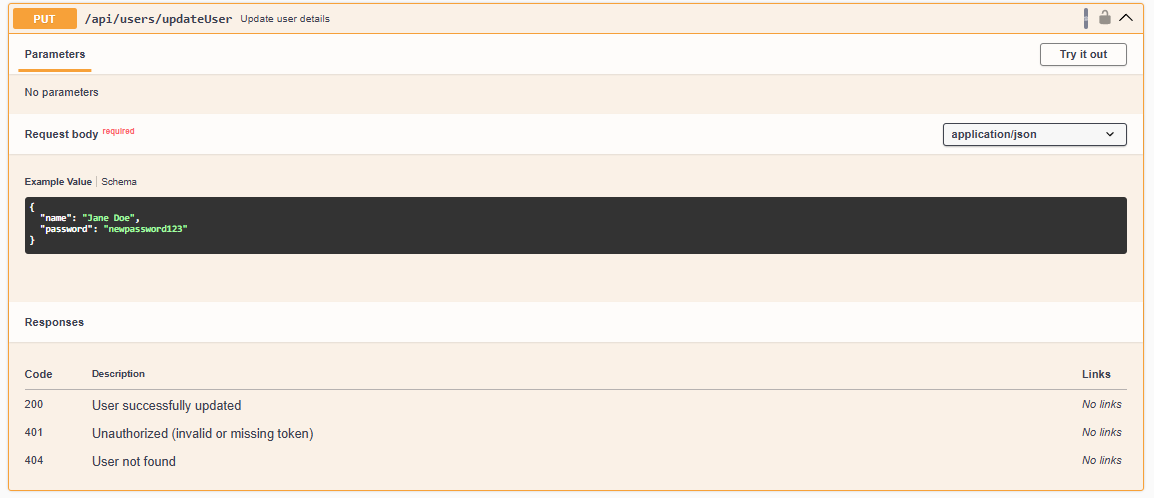 PUT /api/users/updateUser Update user details
Parameters Try it out
No parameters
Request body required application/json
Example Value Schema
{
"name": "Jane Doe",
"password": "newpassword123"
}
Responses
Code Description Links
200 User successfully updated No links
401 Unauthorized (invalid or missing token) No links
404 User not found No links